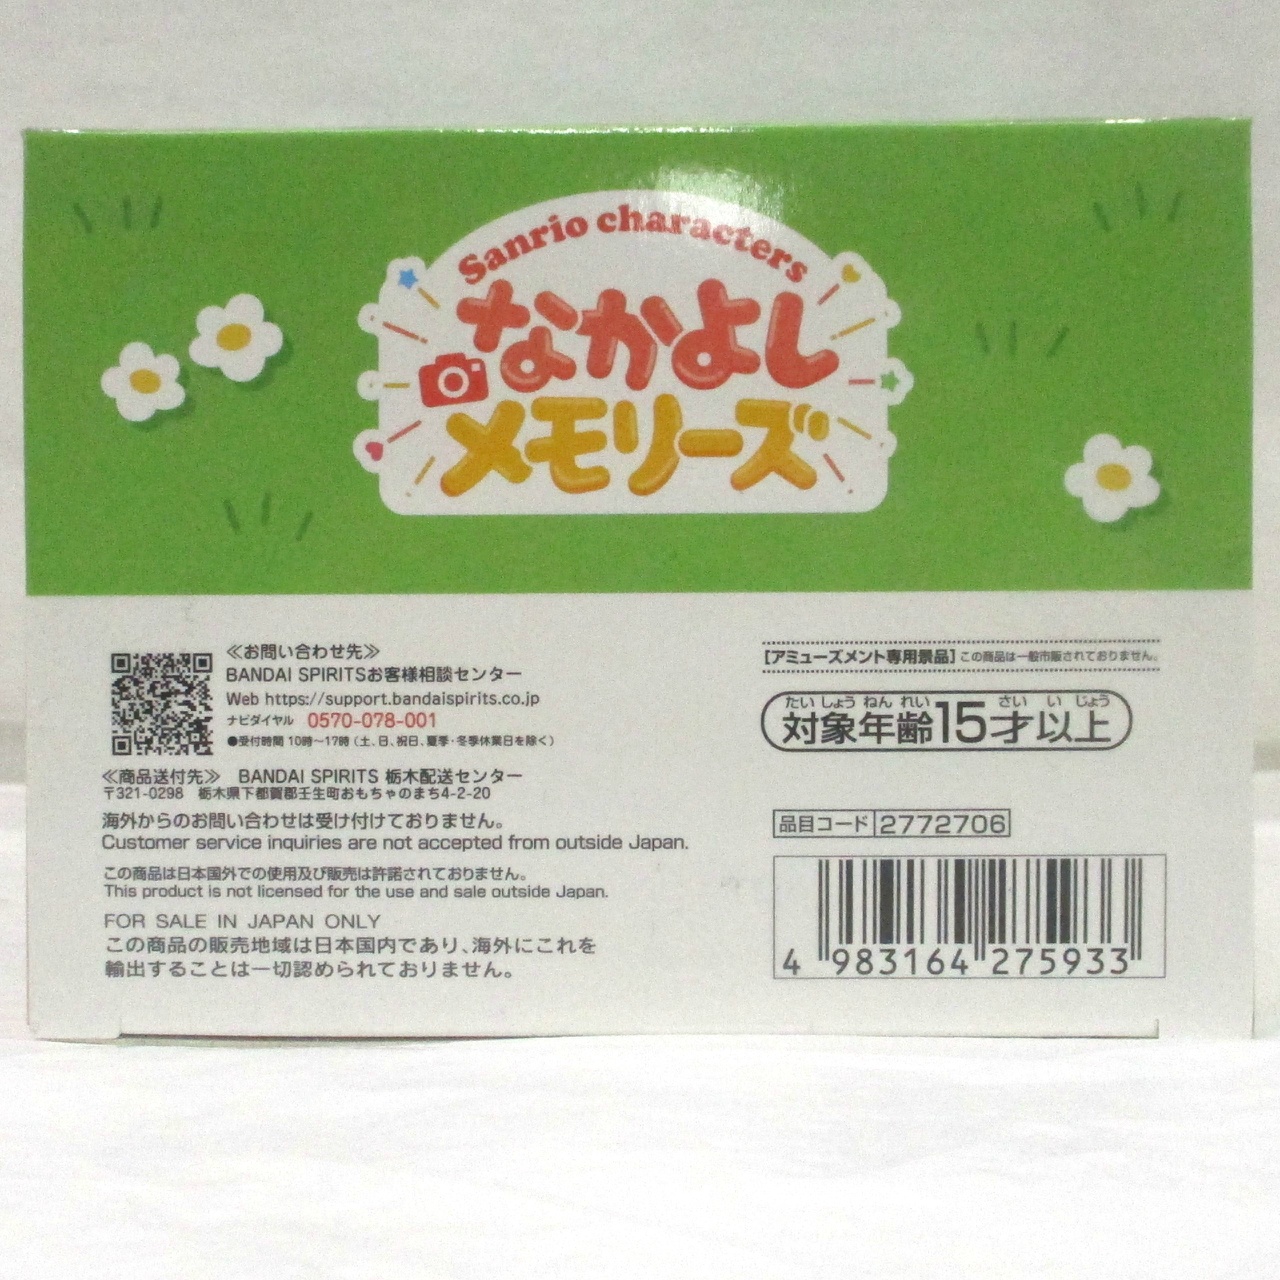 Sanrio characters
なかよし
メモリーズ
≪お問い合わせ先≫
BANDAI SPIRITSお客様相談センター
Web https://support.bandaispirits.co.jp
ナビダイヤル 0570-078-001
●受付時間 10時～17時（土、日、祝日、夏季・冬季休業日を除く）
≪商品送付先≫ BANDAI SPIRITS 栃木配送センター
〒321-0298 栃木県下都賀郡壬生町おもちゃのまち4-2-20
海外からのお問い合わせは受け付けておりません。
Customer service inquiries are not accepted from outside Japan.
この商品は日本国外での使用及び販売は許諾されておりません。
This product is not licensed for the use and sale outside Japan.
FOR SALE IN JAPAN ONLY
この商品の販売地域は日本国内であり、海外にこれを
輸出することは一切認められておりません。
[アミューズメント専用景品] この商品は一般市販されておりません。
たいしょうねんれい さい いじょう
対象年齢15才以上
品目コード 2772706
4 983164 275933